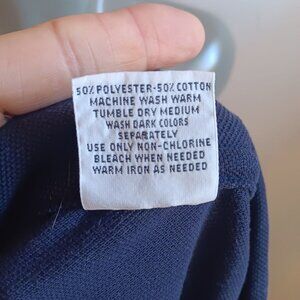 50% POLYESTER-50% COTTON
MACHINE WASH WARM
TUMBLE DRY MEDIUM
WASH DARK COLORS
SEPARATELY
USE ONLY NON-CHLORINE
BLEACH WHEN NEEDED
WARM IRON AS NEEDED